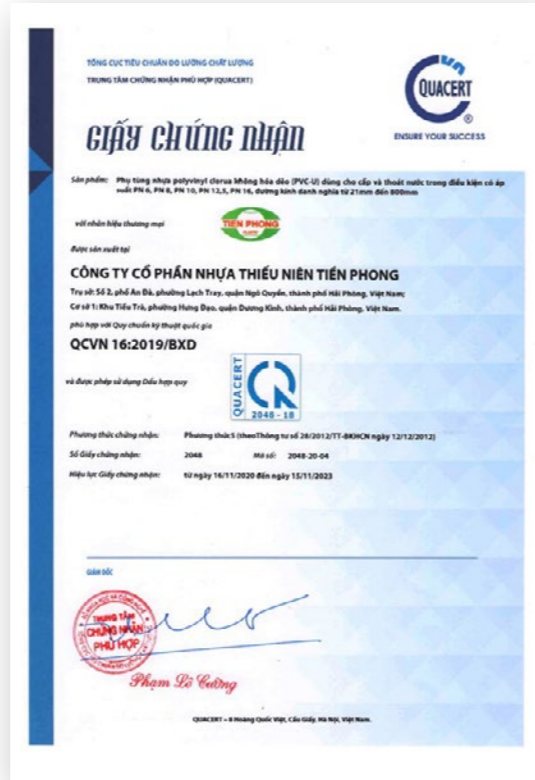 TỔNG CỤC TIÊU CHUẨN ĐO LƯỜNG CHẤT LƯỢNG
TRUNG TÂM CHỨNG NHẬN PHÙ HỢP (QUACERT)
QUACERT
®
ENSURE YOUR SUCCESS
GIẤY CHỨNG NHẬN
Sản phẩm: Phụ tùng nhựa polyvinyl clorua không hóa dẻo (PVC-U) dùng cho cấp và thoát nước trong điều kiện có áp
suất PN 6, PN 8, PN 10, PN 12,5, PN 16, đường kính danh nghĩa từ 21mm đến 800mm
với nhãn hiệu thương mại
TIEN PHONG
được sản xuất tại
CÔNG TY CỔ PHẦN NHỰA THIẾU NIÊN TIỀN PHONG
Trụ sở: Số 2, phố An Đà, phường Lạch Tray, quận Ngô Quyền, thành phố Hải Phòng, Việt Nam;
Cơ sở 1: Khu Tiểu Trà, phường Hưng Đạo, quận Dương Kinh, thành phố Hải Phòng, Việt Nam.
phù hợp với Quy chuẩn kỹ thuật quốc gia
QCVN 16:2019/BXD
và được phép sử dụng Dấu hợp quy
QUACERT
2048 - 18
Phương thức chứng nhận: Phương thức 5 (theo Thông tư số 28/2012/TT-BKHCN ngày 12/12/2012)
Số Giấy chứng nhận: 2048 Mã số: 2048-20-04
Hiệu lực Giấy chứng nhận: từ ngày 16/11/2020 đến ngày 15/11/2023
GIÁM ĐỐC
TRUNG TÂM
CHỨNG NHẬN
PHÙ HỢP
Phạm Lê Cường
QUACERT – 8 Hoàng Quốc Việt, Cầu Giấy, Hà Nội, Việt Nam.